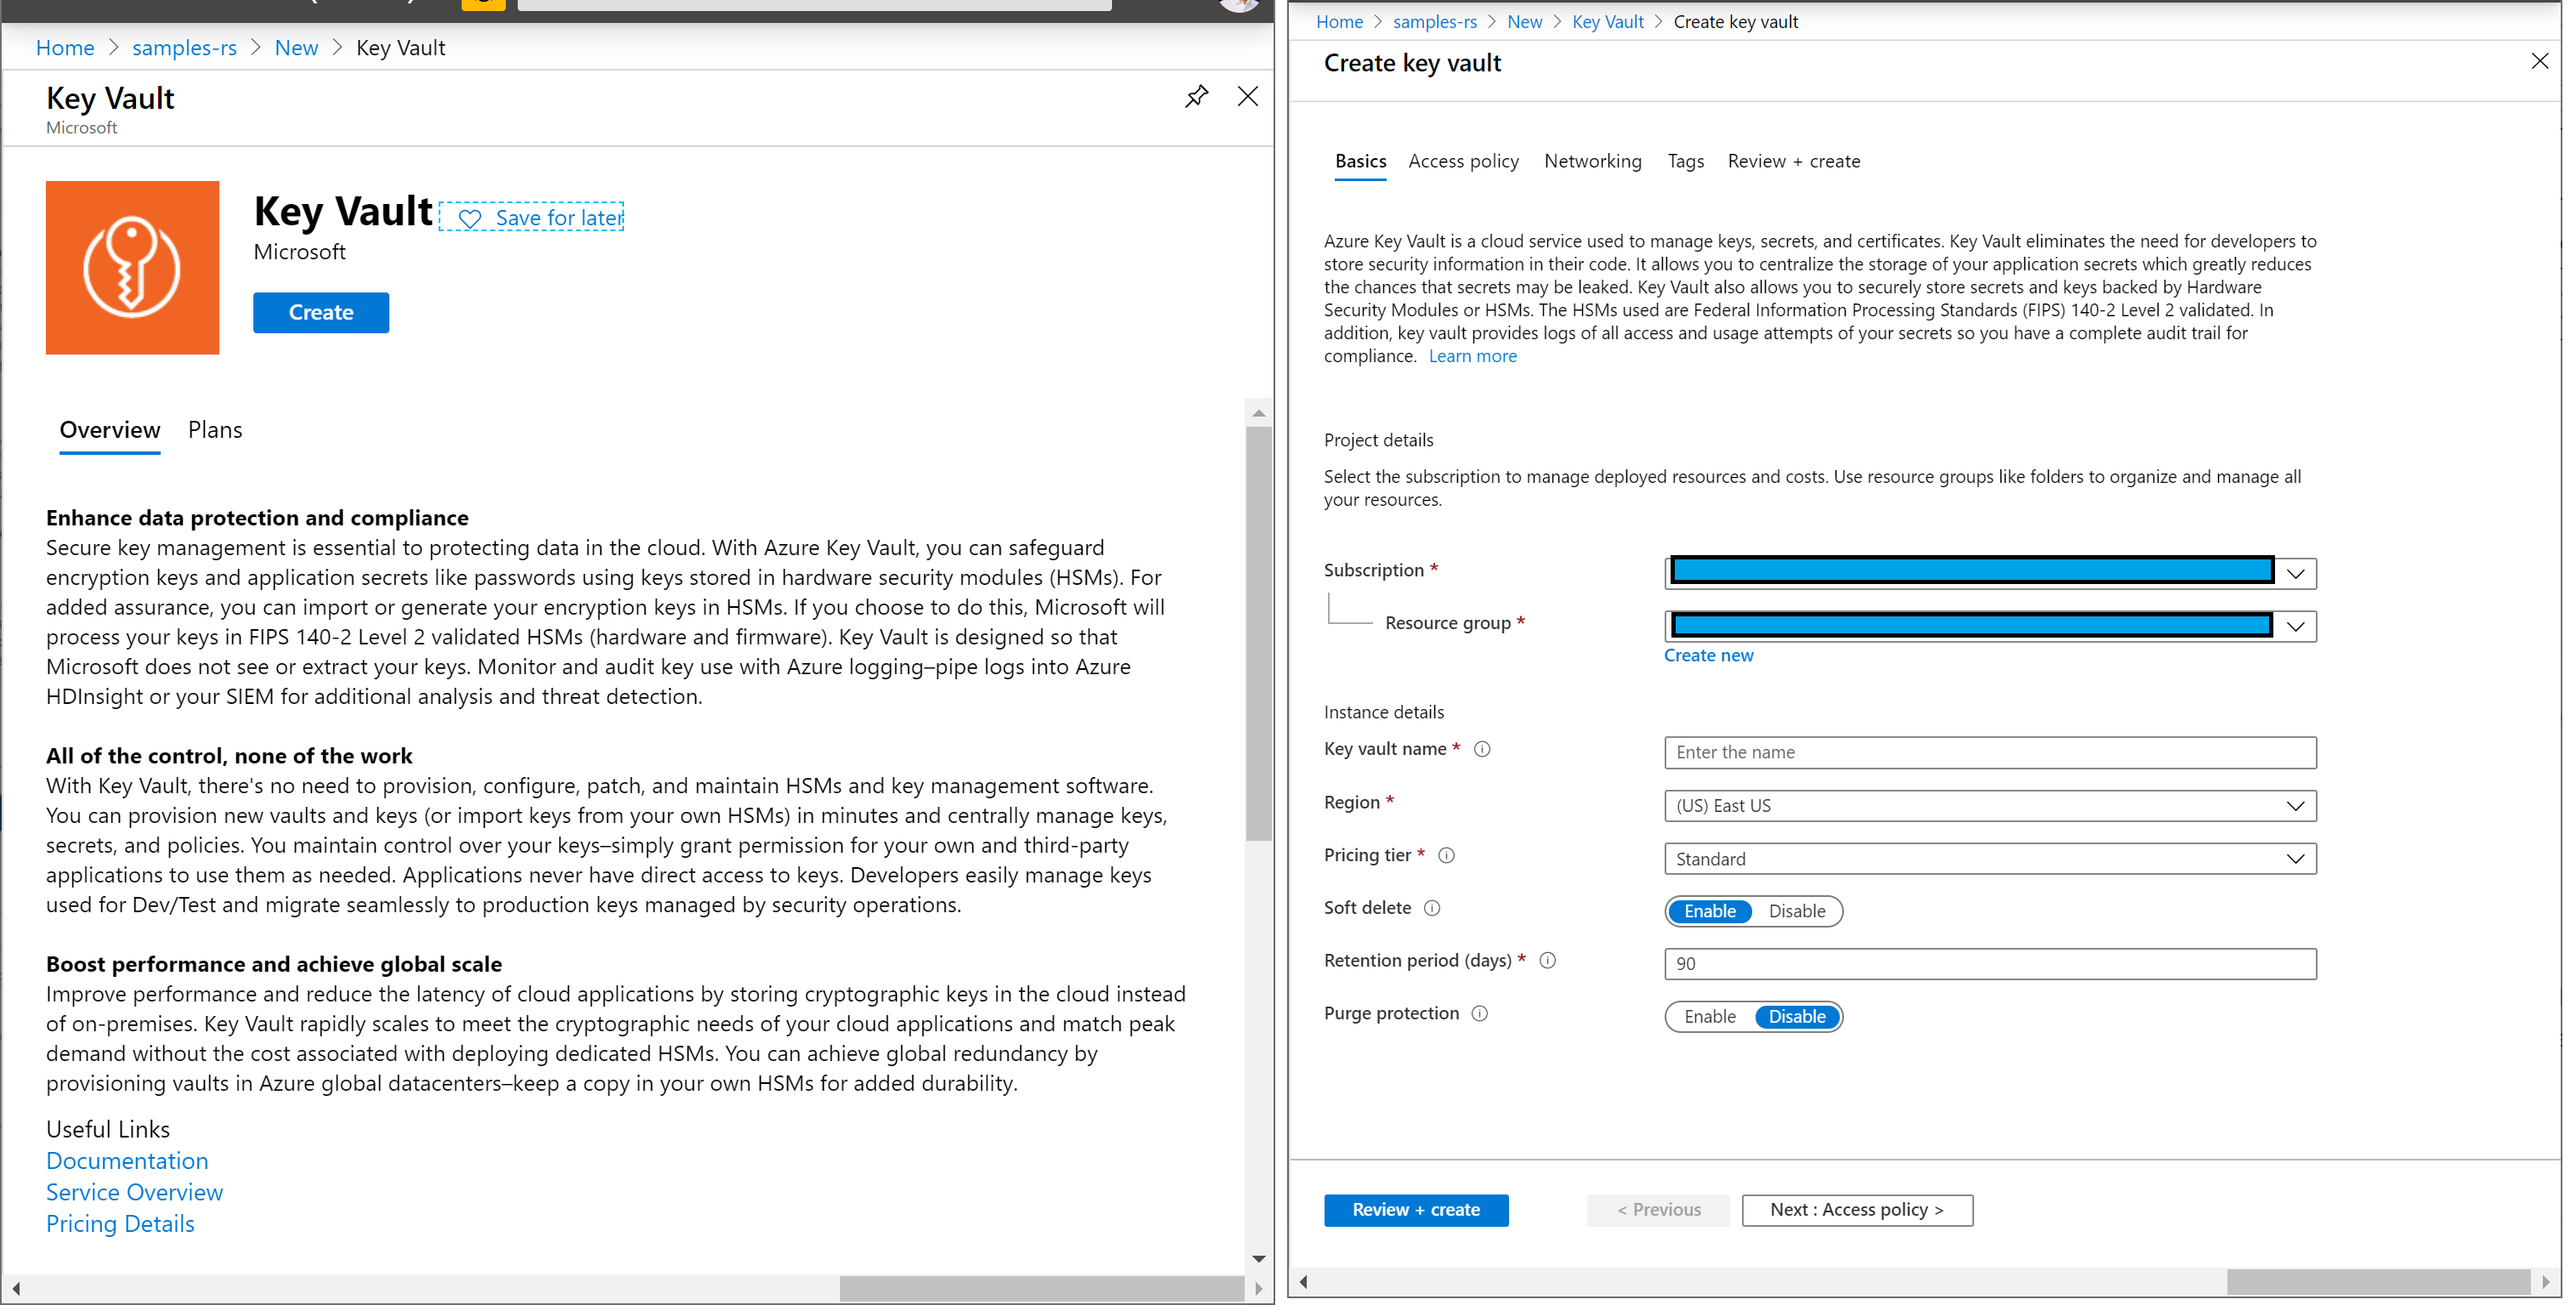 Home > samples-rs > New > Key Vault
Key Vault
Microsoft
Key Vault
Save for later
Microsoft
Create
Overview Plans
Enhance data protection and compliance
Secure key management is essential to protecting data in the cloud. With Azure Key Vault, you can safeguard
encryption keys and application secrets like passwords using keys stored in hardware security modules (HSMs). For
added assurance, you can import or generate your encryption keys in HSMs. If you choose to do this, Microsoft will
process your keys in FIPS 140-2 Level 2 validated HSMs (hardware and firmware). Key Vault is designed so that
Microsoft does not see or extract your keys. Monitor and audit key use with Azure logging–pipe logs into Azure
HDInsight or your SIEM for additional analysis and threat detection.
All of the control, none of the work
With Key Vault, there's no need to provision, configure, patch, and maintain HSMs and key management software.
You can provision new vaults and keys (or import keys from your own HSMs) in minutes and centrally manage keys,
secrets, and policies. You maintain control over your keys–simply grant permission for your own and third-party
applications to use them as needed. Applications never have direct access to keys. Developers easily manage keys
used for Dev/Test and migrate seamlessly to production keys managed by security operations.
Boost performance and achieve global scale
Improve performance and reduce the latency of cloud applications by storing cryptographic keys in the cloud instead
of on-premises. Key Vault rapidly scales to meet the cryptographic needs of your cloud applications and match peak
demand without the cost associated with deploying dedicated HSMs. You can achieve global redundancy by
provisioning vaults in Azure global datacenters–keep a copy in your own HSMs for added durability.
Useful Links
Documentation
Service Overview
Pricing Details
Home > samples-rs > New > Key Vault > Create key vault
Create key vault
Basics Access policy Networking Tags Review + create
Azure Key Vault is a cloud service used to manage keys, secrets, and certificates. Key Vault eliminates the need for developers to
store security information in their code. It allows you to centralize the storage of your application secrets which greatly reduces
the chances that secrets may be leaked. Key Vault also allows you to securely store secrets and keys backed by Hardware
Security Modules or HSMs. The HSMs used are Federal Information Processing Standards (FIPS) 140-2 Level 2 validated. In
addition, key vault provides logs of all access and usage attempts of your secrets so you have a complete audit trail for
compliance. Learn more
Project details
Select the subscription to manage deployed resources and costs. Use resource groups like folders to organize and manage all
your resources.
Subscription *
Resource group *
Create new
Instance details
Key vault name * Enter the name
Region * (US) East US
Pricing tier * Standard
Soft delete Enable Disable
Retention period (days) * 90
Purge protection Enable Disable
Review + create < Previous Next : Access policy >